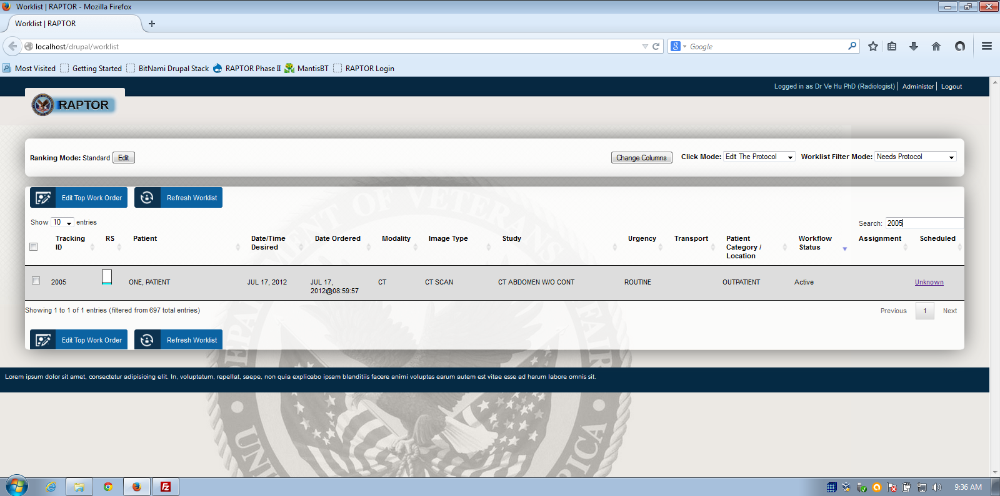 Worklist | RAPTOR - Mozilla Firefox
Worklist | RAPTOR
localhost/drupal/worklist
Google
Most Visited Getting Started BitNami Drupal Stack RAPTOR Phase II MantisBT RAPTOR Login
Logged in as Dr Ve Hu PhD (Radiologist) Administer Logout
RAPTOR
Ranking Mode: Standard Edit Change Columns Click Mode: Edit The Protocol Worklist Filter Mode: Needs Protocol
Edit Top Work Order Refresh Worklist
Show 10 entries Search: 2005
Tracking RS Patient Date/Time Date Ordered Modality Image Type Study Urgency Transport Patient Workflow Assignment Scheduled
ID Desired Category / Status
Location
2005 ONE, PATIENT JUL 17, 2012 JUL 17, CT CT SCAN CT ABDOMEN W/O CONT ROUTINE OUTPATIENT Active Unknown
2012@08:59:57
Showing 1 to 1 of 1 entries (filtered from 697 total entries) Previous 1 Next
Edit Top Work Order Refresh Worklist
Lorem ipsum dolor sit amet, consectetur adipisicing elit. In, voluptatum, repellat, saepe, non quia explicabo ipsam blanditiis facere animi voluptas earum autem est vitae esse ad harum labore omnis sit.
9:36 AM